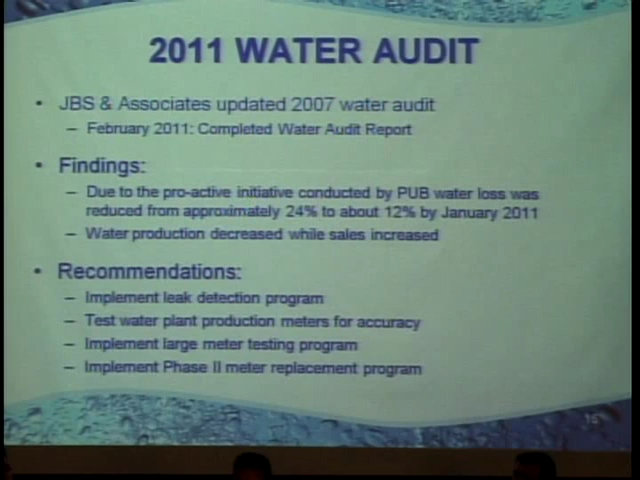 2011 WATER AUDIT
• JBS & Associates updated 2007 water audit
– February 2011: Completed Water Audit Report
• Findings:
– Due to the pro-active initiative conducted by PUB water loss was
reduced from approximately 24% to about 12% by January 2011
– Water production decreased while sales increased
• Recommendations:
– Implement leak detection program
– Test water plant production meters for accuracy
– Implement large meter testing program
– Implement Phase II meter replacement program